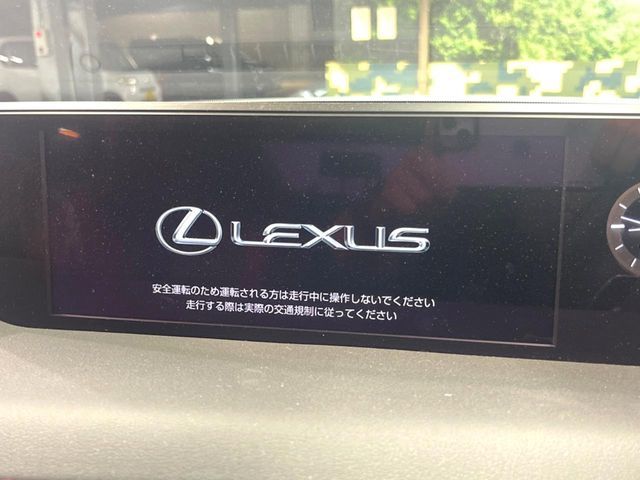 LEXUS
安全運転のため運転される方は走行中に操作しないでください
走行する際は実際の交通規制に従ってください